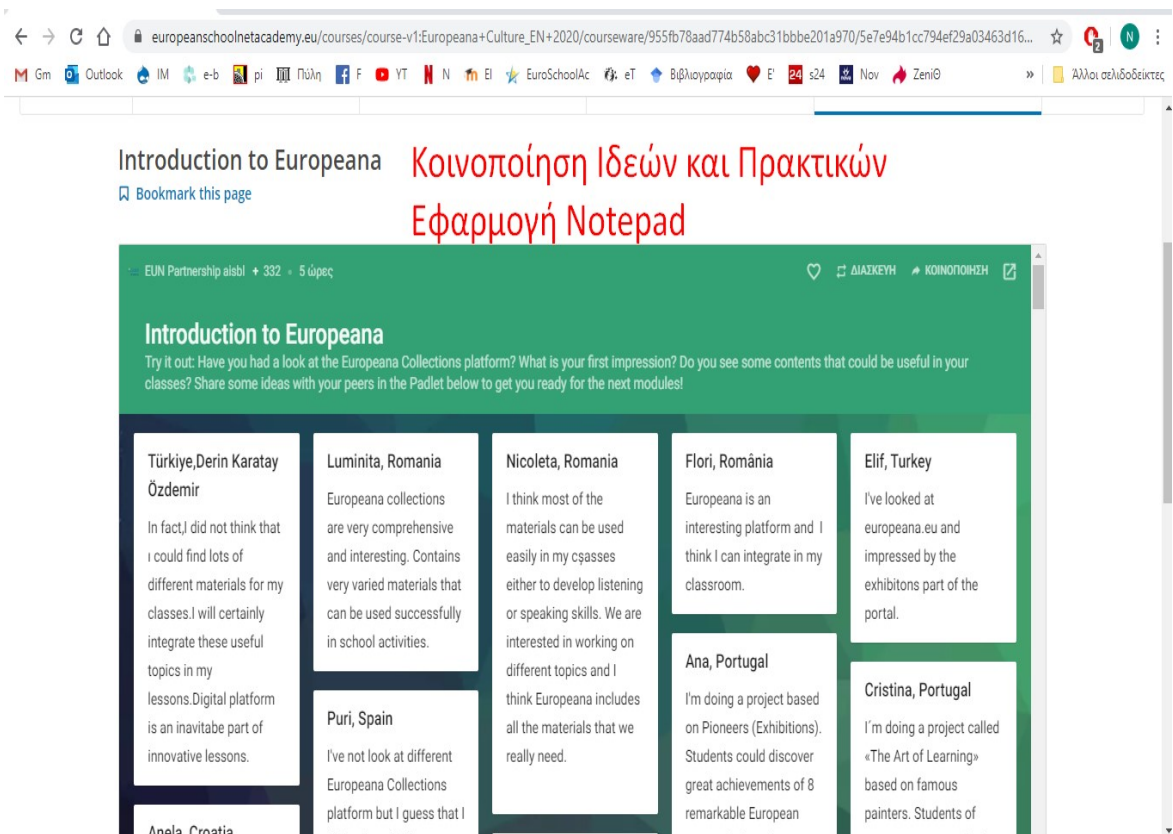 europeanschoolnetacademy.eu/courses/course-v1:Europeana+Culture_EN+2020/courseware/955fb78aad774b58abc31bbbe201a970/5e7e94b1cc794ef29a03463d16...
2
N
Gm Outlook IM e-b pi Πύλη F YT N El EuroSchoolAc eT Βιβλιογραφία E' 24 s24 Nov ZeniΘ » Άλλοι σελιδοδείκτες
Introduction to Europeana
Bookmark this page
Κοινοποίηση Ιδεών και Πρακτικών
Εφαρμογή Notepad
EUN Partnership aisbl + 332 • 5 ώρες
ΔΙΑΣΚΕΥΗ ΚΟΙΝΟΠΟΙΗΣΗ
Introduction to Europeana
Try it out: Have you had a look at the Europeana Collections platform? What is your first impression? Do you see some contents that could be useful in your
classes? Share some ideas with your peers in the Padlet below to get you ready for the next modules!
Türkiye,Derin Karatay
Özdemir
In fact,I did not think that
ı could find lots of
different materials for my
classes.I will certainly
integrate these useful
topics in my
lessons.Digital platform
is an inavitabe part of
innovative lessons.
Anela, Croatia
Luminita, Romania
Europeana collections
are very comprehensive
and interesting. Contains
very varied materials that
can be used successfully
in school activities.
Puri, Spain
I've not look at different
Europeana Collections
platform but I guess that I
Nicoleta, Romania
I think most of the
materials can be used
easily in my cșasses
either to develop listening
or speaking skills. We are
interested in working on
different topics and I
think Europeana includes
all the materials that we
really need.
Flori, România
Europeana is an
interesting platform and I
think I can integrate in my
classroom.
Ana, Portugal
I'm doing a project based
on Pioneers (Exhibitions).
Students could discover
great achievements of 8
remarkable European
Elif, Turkey
I've looked at
europeana.eu and
impressed by the
exhibitons part of the
portal.
Cristina, Portugal
I´m doing a project called
«The Art of Learning»
based on famous
painters. Students of